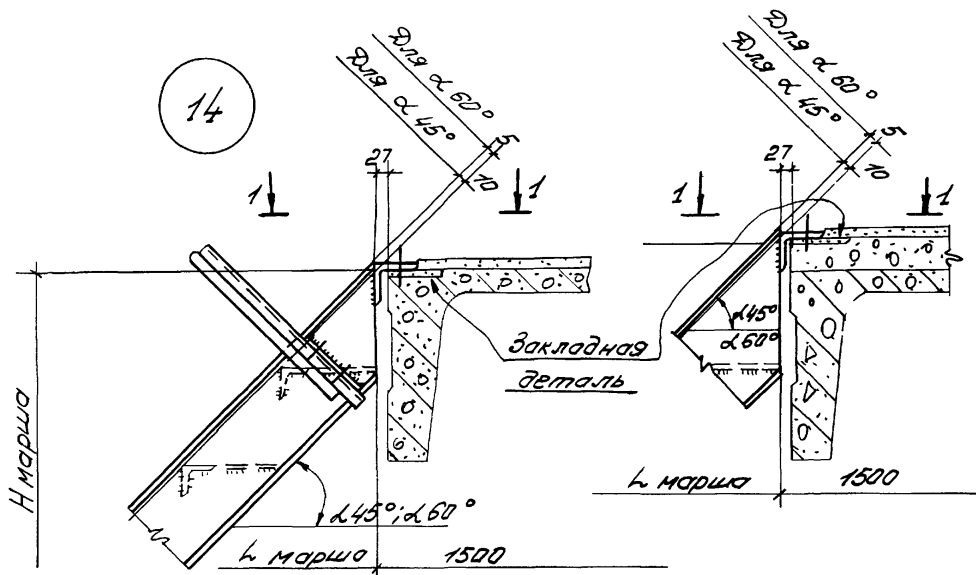 14
Для α 60°
Для α 45°
5
10
27
1
1
Для α 60°
Для α 45°
5
10
27
1
1
Закладная
деталь
α45°
α60°
H марша
α45°; α60°
L марша
1500
L марша
1500